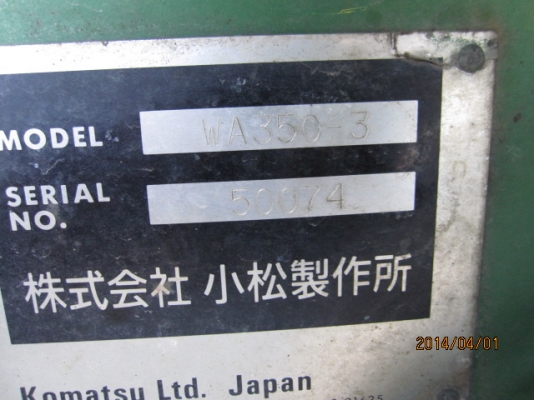 MODEL WA350-3
SERIAL NO. 50074
株式会社 小松製作所
2014/04/01
Komatsu Ltd. Japan